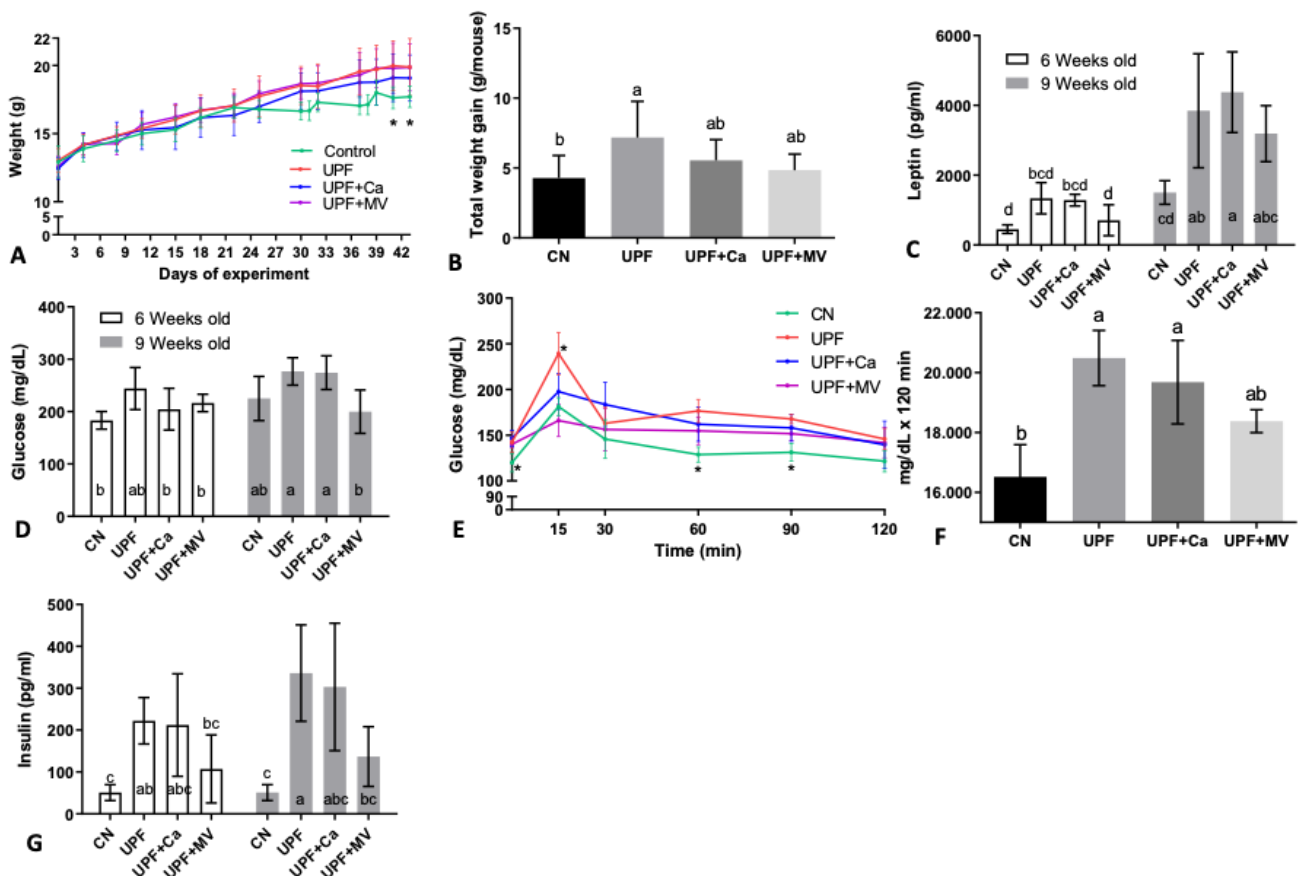 22
20
15
10
5
0
Weight (g)
Control
UPF
UPF+Ca
UPF+MV
* *
3 6 9 12 15 18 21 24 27 30 33 36 39 42
Days of experiment
A
15
10
5
0
Total weight gain (g/mouse)
b
a
ab
ab
CN UPF UPF+Ca UPF+MV
B
6000
4000
2000
0
Leptin (pg/ml)
6 Weeks old
9 Weeks old
d
bcd
bcd
d
cd
ab
a
abc
CN UPF UPF+Ca UPF+MV
CN UPF UPF+Ca UPF+MV
C
400
300
200
100
0
Glucose (mg/dL)
6 Weeks old
9 Weeks old
b ab b b
ab a a b
CN UPF UPF+Ca UPF+MV
CN UPF UPF+Ca UPF+MV
D
300
250
200
150
100
90
0
Glucose (mg/dL)
CN
UPF
UPF+Ca
UPF+MV
*
*
*
*
15 30 60 90 120
Time (min)
E
22.000
20.000
18.000
16.000
mg/dL x 120 min
b
a
a
ab
CN UPF UPF+Ca UPF+MV
F
500
400
300
200
100
0
Insulin (pg/ml)
c
ab
abc
bc
c
a
abc
bc
CN UPF UPF+Ca UPF+MV
CN UPF UPF+Ca UPF+MV
G